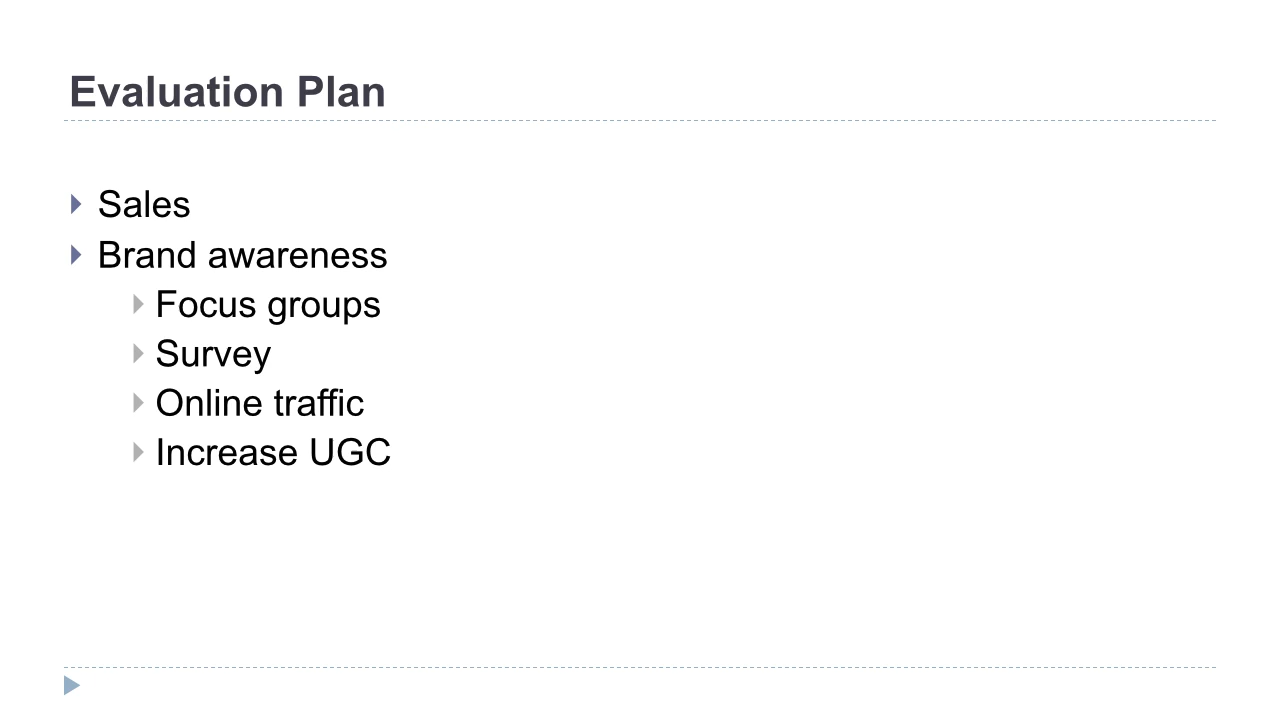 Evaluation Plan
Sales
Brand awareness
Focus groups
Survey
Online traffic
Increase UGC